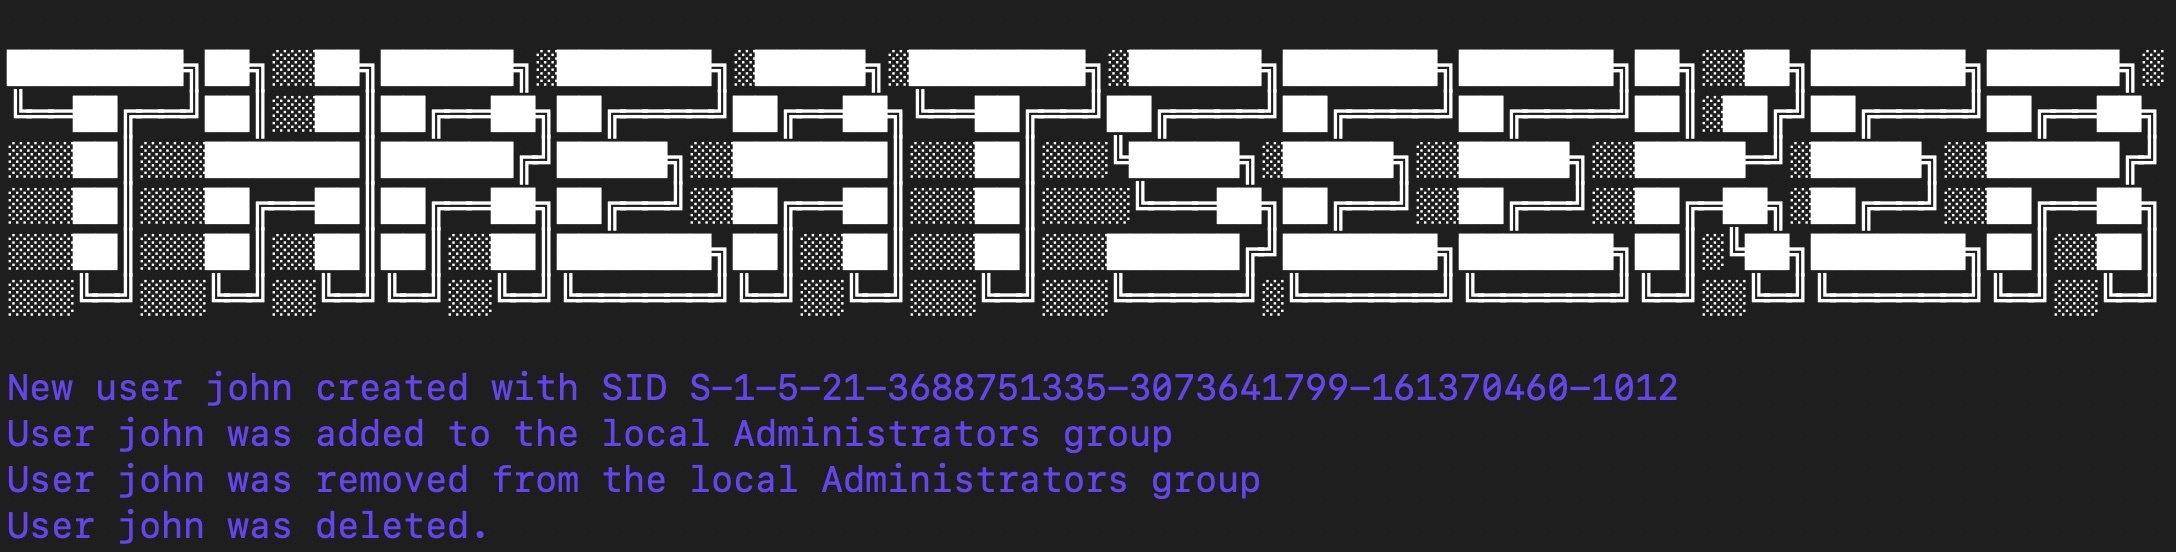 THREATSEEKER
New user john created with SID S-1-5-21-3688751335-3073641799-161370460-1012
User john was added to the local Administrators group
User john was removed from the local Administrators group
User john was deleted.